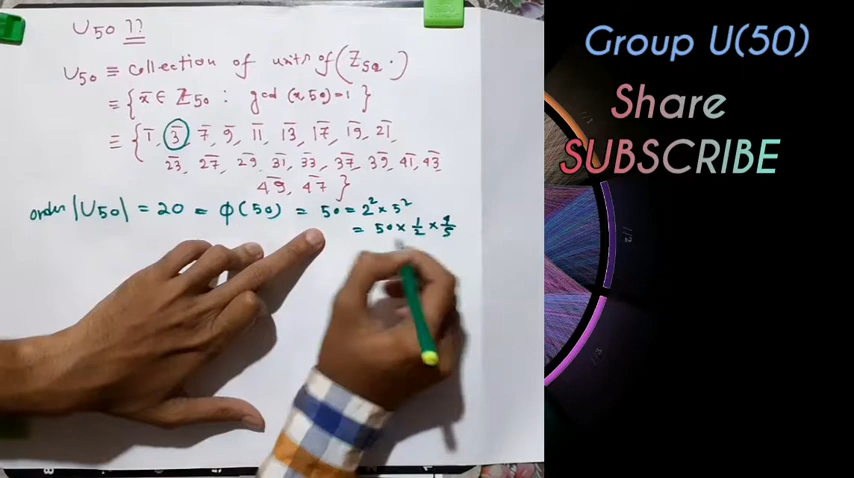 U50 ??
U50 ≡ collection of units of (Z50 .)
≡ { x̄ ∈ Z50 : gcd (x 50) = 1 }
≡ { 1̄, 3̄, 7̄, 9̄, 11̄, 13̄, 17̄, 19̄, 21̄,
23̄, 27̄, 29̄, 31̄, 33̄, 37̄, 39̄, 41̄, 43̄
49̄, 47̄ }
order |U50| = 20 = φ(50) = 50 = 2² × 5²
= 50 × 1/2 × 4/5
Group U(50)
Share
SUBSCRIBE